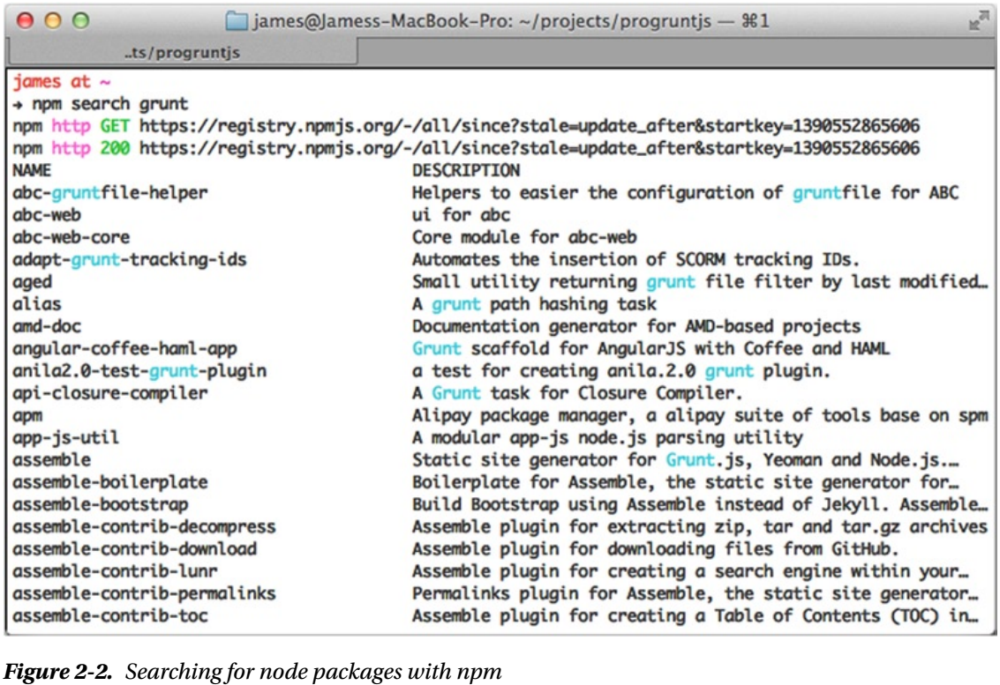 james@Jamess-MacBook-Pro: ~/projects/progruntjs — ⌘1
..ts/progruntjs
james at ~
→ npm search grunt
npm http GET https://registry.npmjs.org/-/all/since?stale=update_after&startkey=1390552865606
npm http 200 https://registry.npmjs.org/-/all/since?stale=update_after&startkey=1390552865606
NAME DESCRIPTION
abc-gruntfile-helper Helpers to easier the configuration of gruntfile for ABC
abc-web ui for abc
abc-web-core Core module for abc-web
adapt-grunt-tracking-ids Automates the insertion of SCORM tracking IDs.
aged Small utility returning grunt file filter by last modified…
alias A grunt path hashing task
amd-doc Documentation generator for AMD-based projects
angular-coffee-haml-app Grunt scaffold for AngularJS with Coffee and HAML
anila2.0-test-grunt-plugin a test for creating anila.2.0 grunt plugin.
api-closure-compiler A Grunt task for Closure Compiler.
apm Alipay package manager, a alipay suite of tools base on spm
app-js-util A modular app-js node.js parsing utility
assemble Static site generator for Grunt.js, Yeoman and Node.js.…
assemble-boilerplate Boilerplate for Assemble, the static site generator for…
assemble-bootstrap Build Bootstrap using Assemble instead of Jekyll. Assemble…
assemble-contrib-decompress Assemble plugin for extracting zip, tar and tar.gz archives
assemble-contrib-download Assemble plugin for downloading files from GitHub.
assemble-contrib-lunr Assemble plugin for creating a search engine within your…
assemble-contrib-permalinks Permalinks plugin for Assemble, the static site generator…
assemble-contrib-toc Assemble plugin for creating a Table of Contents (TOC) in…
Figure 2-2. Searching for node packages with npm